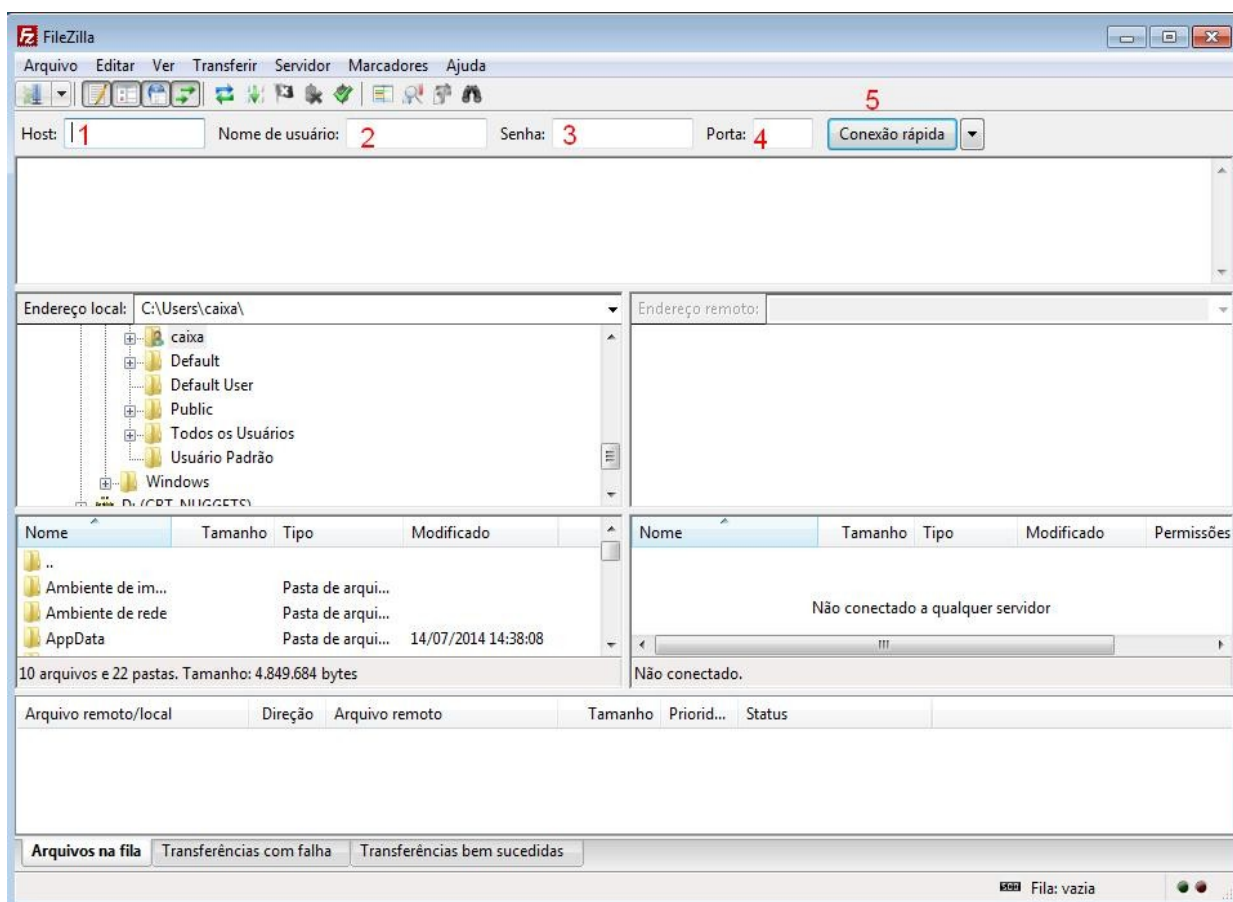 FileZilla
Arquivo Editar Ver Transferir Servidor Marcadores Ajuda
5
Host: 1 Nome de usuário: 2 Senha: 3 Porta: 4 Conexão rápida
Endereço local: C:\Users\caixa\ Endereço remoto:
caixa
Default
Default User
Public
Todos os Usuários
Usuário Padrão
Windows
D: (CBT_NUGGETS)
Nome Tamanho Tipo Modificado Nome Tamanho Tipo Modificado Permissões
..
Ambiente de im... Pasta de arqui...
Ambiente de rede Pasta de arqui... Não conectado a qualquer servidor
AppData Pasta de arqui... 14/07/2014 14:38:08
10 arquivos e 22 pastas. Tamanho: 4.849.684 bytes Não conectado.
Arquivo remoto/local Direção Arquivo remoto Tamanho Priorid... Status
Arquivos na fila Transferências com falha Transferências bem sucedidas
Fila: vazia